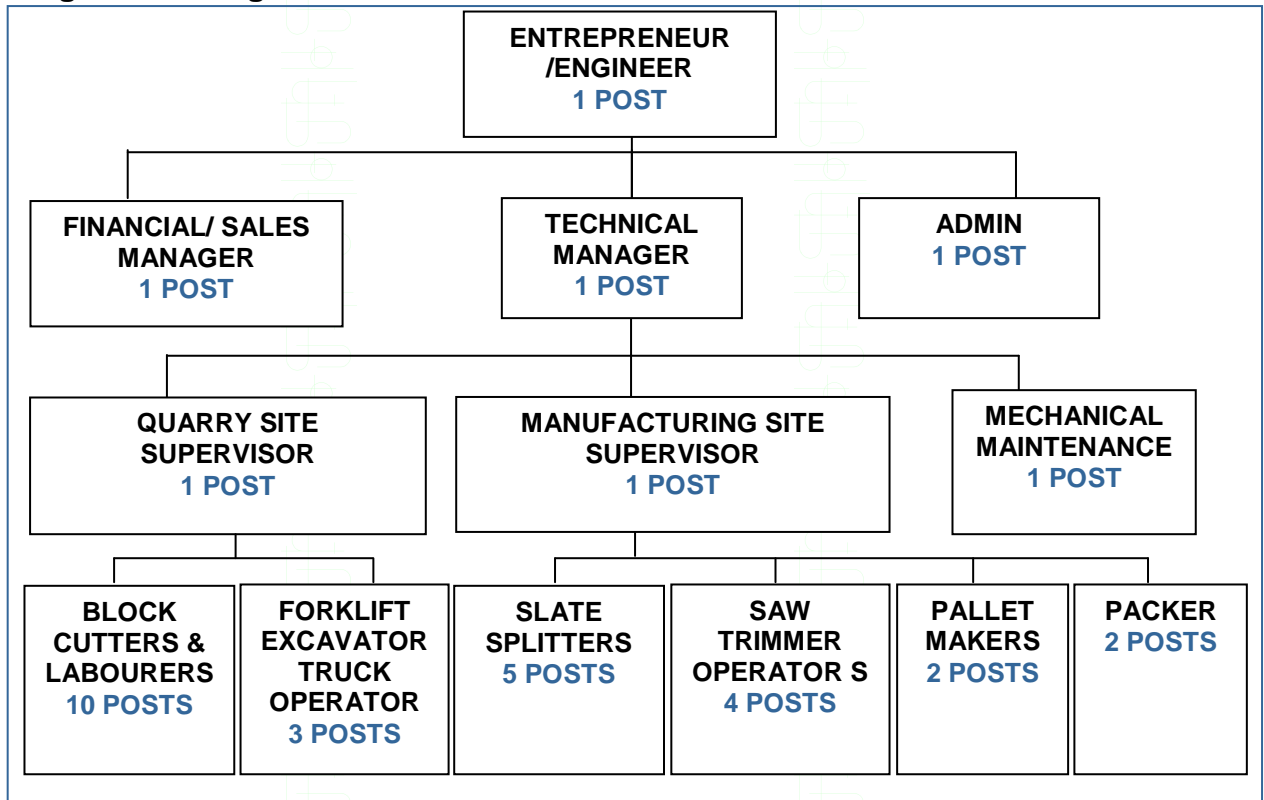 ENTREPRENEUR
/ENGINEER
1 POST
FINANCIAL/ SALES
MANAGER
1 POST
TECHNICAL
MANAGER
1 POST
ADMIN
1 POST
QUARRY SITE
SUPERVISOR
1 POST
MANUFACTURING SITE
SUPERVISOR
1 POST
MECHANICAL
MAINTENANCE
1 POST
BLOCK
CUTTERS &
LABOURERS
10 POSTS
FORKLIFT
EXCAVATOR
TRUCK
OPERATOR
3 POSTS
SLATE
SPLITTERS
5 POSTS
SAW
TRIMMER
OPERATOR S
4 POSTS
PALLET
MAKERS
2 POSTS
PACKER
2 POSTS